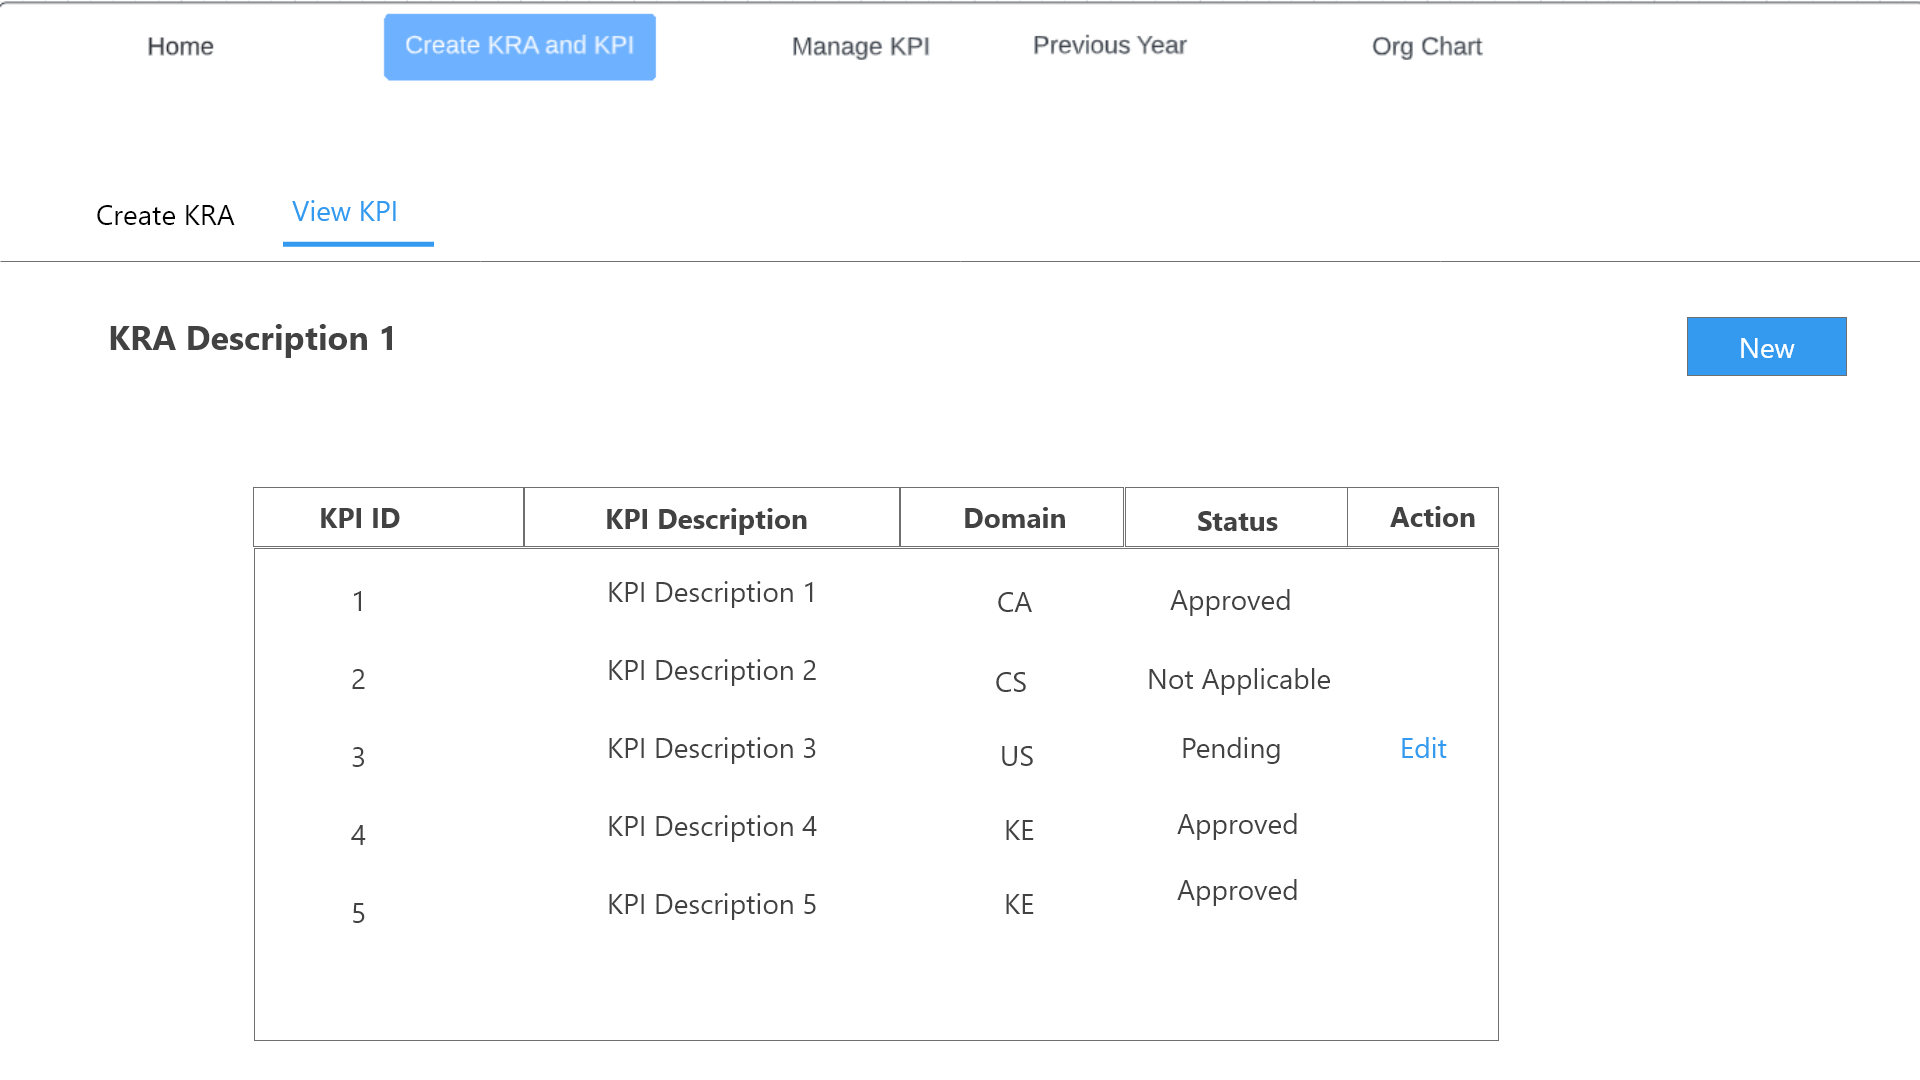 Home Create KRA and KPI Manage KPI Previous Year Org Chart
Create KRA View KPI
KRA Description 1 New
KPI ID KPI Description Domain Status Action
1 KPI Description 1 CA Approved
2 KPI Description 2 CS Not Applicable
3 KPI Description 3 US Pending Edit
4 KPI Description 4 KE Approved
5 KPI Description 5 KE Approved